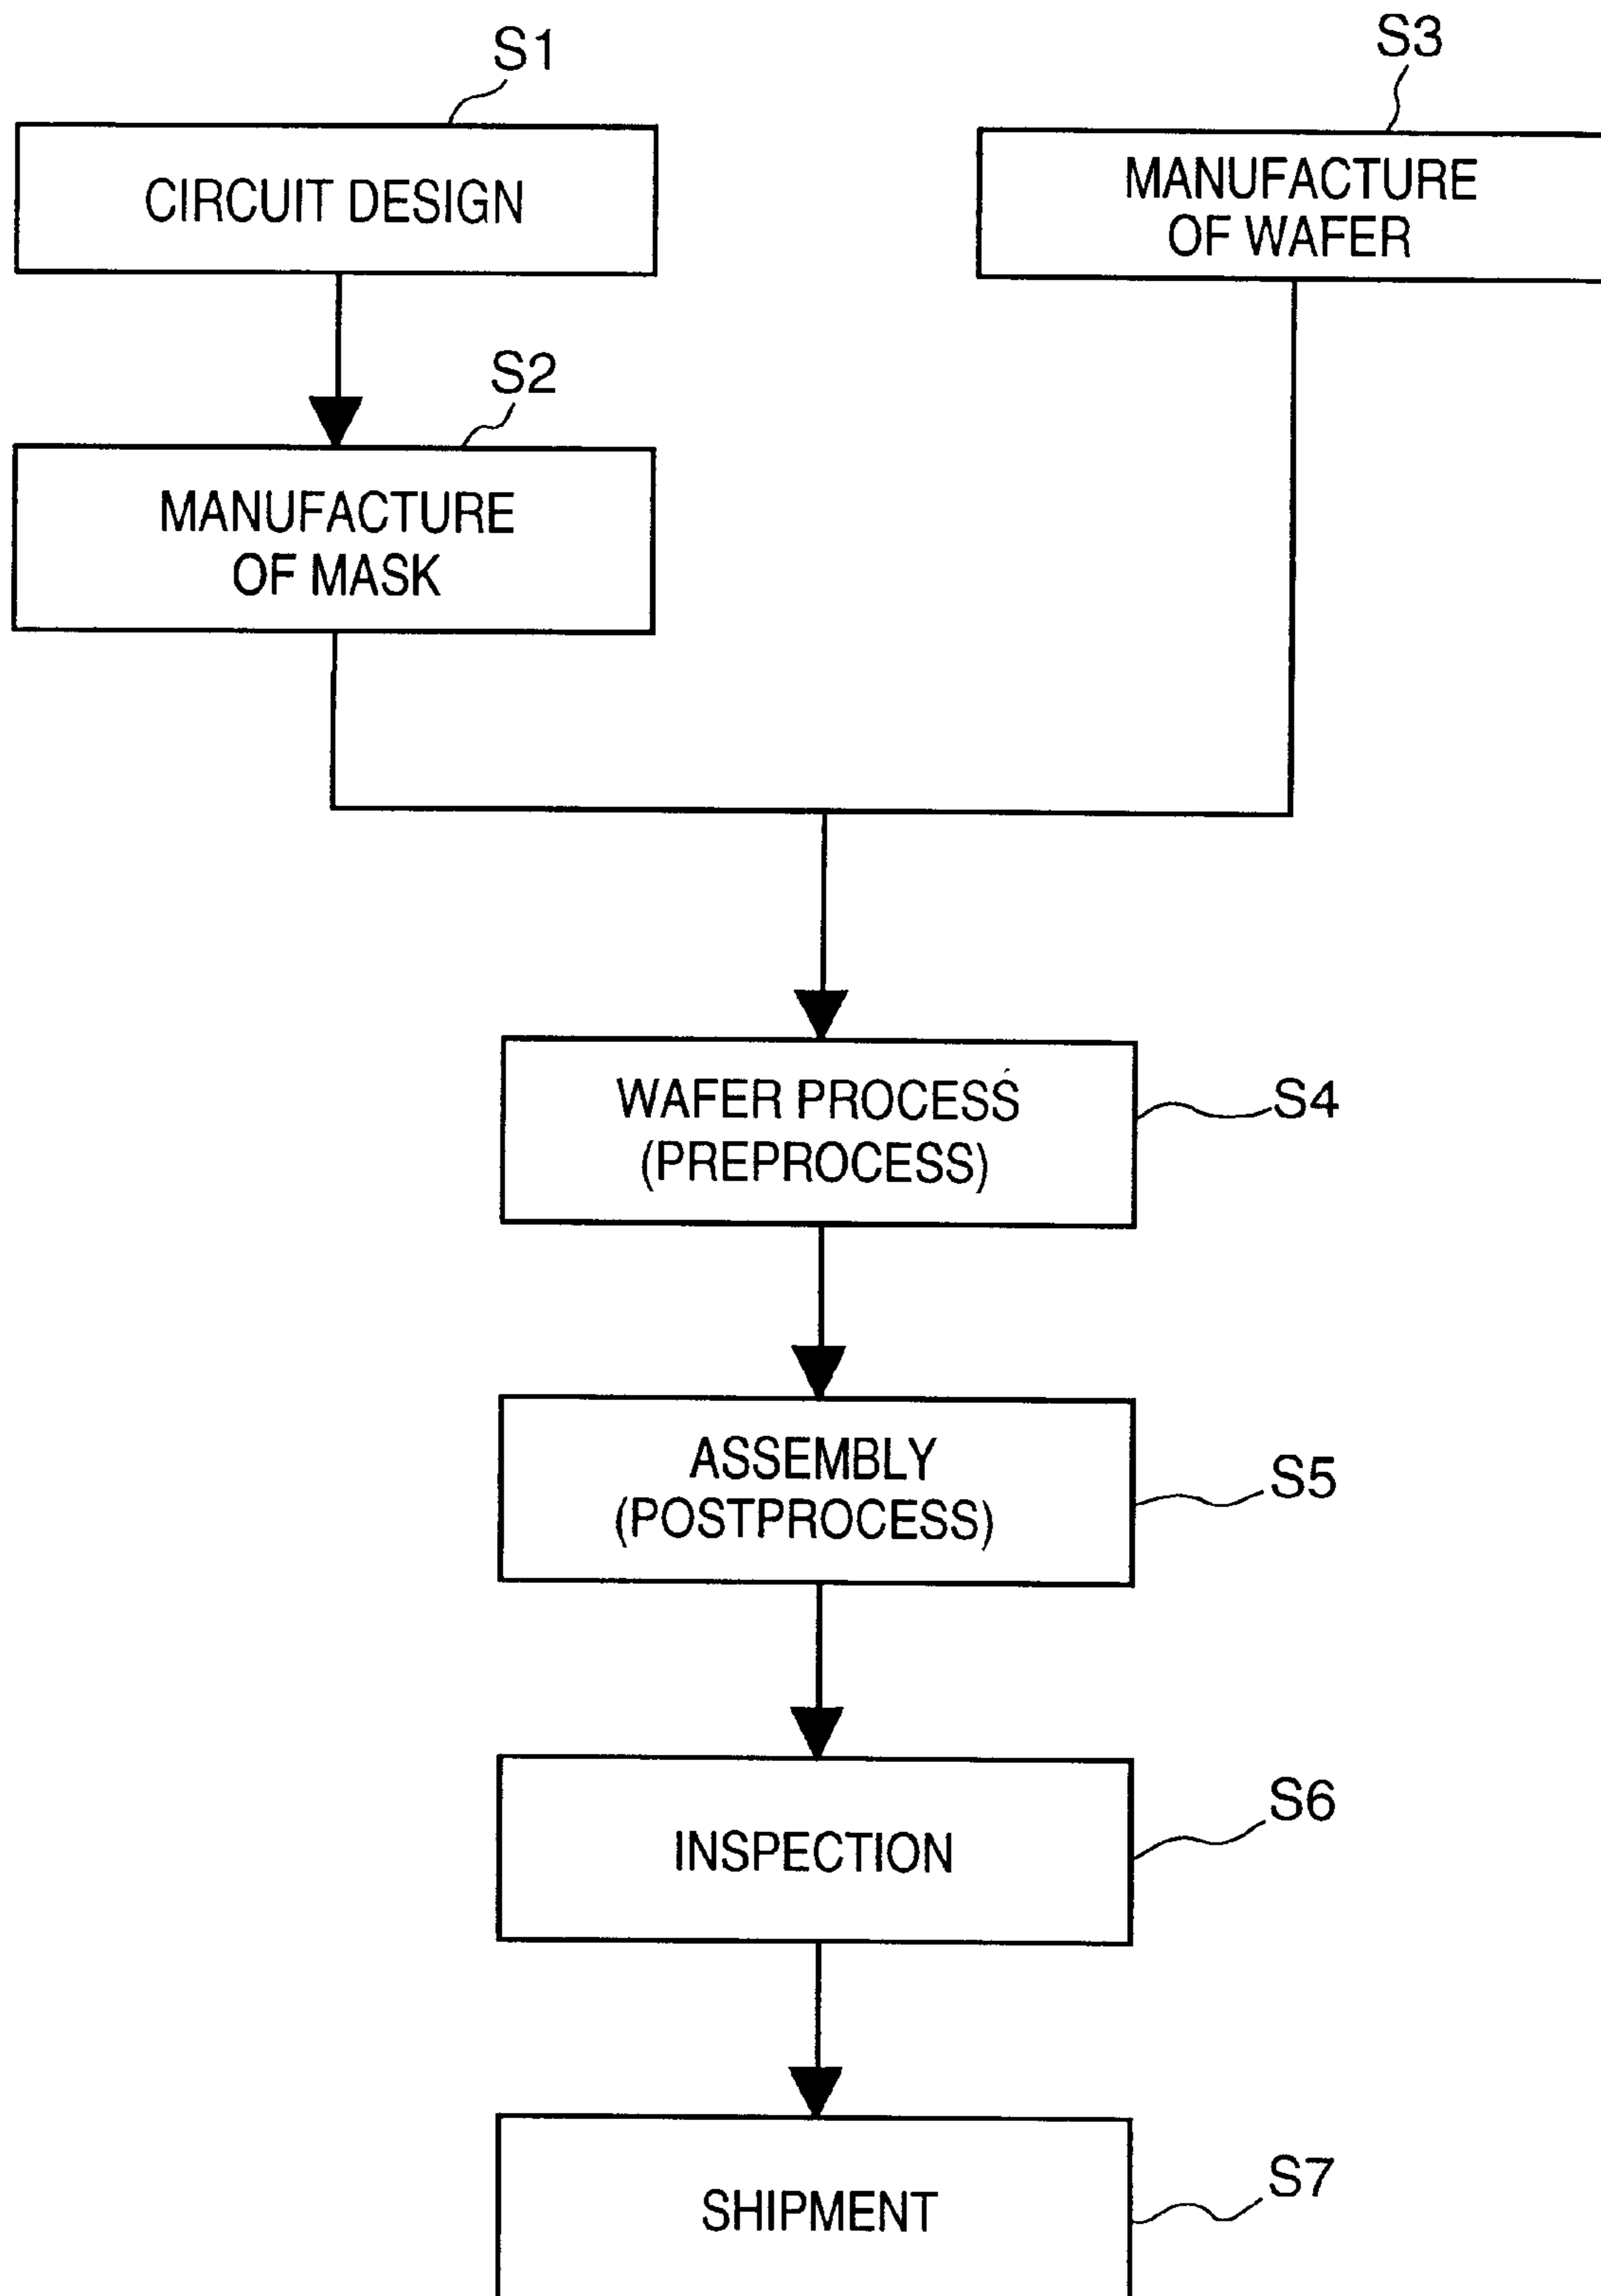 S1
CIRCUIT DESIGN
S3
MANUFACTURE
OF WAFER
S2
MANUFACTURE
OF MASK
WAFER PROCESS
(PREPROCESS)
S4
ASSEMBLY
(POSTPROCESS)
S5
INSPECTION
S6
SHIPMENT
S7